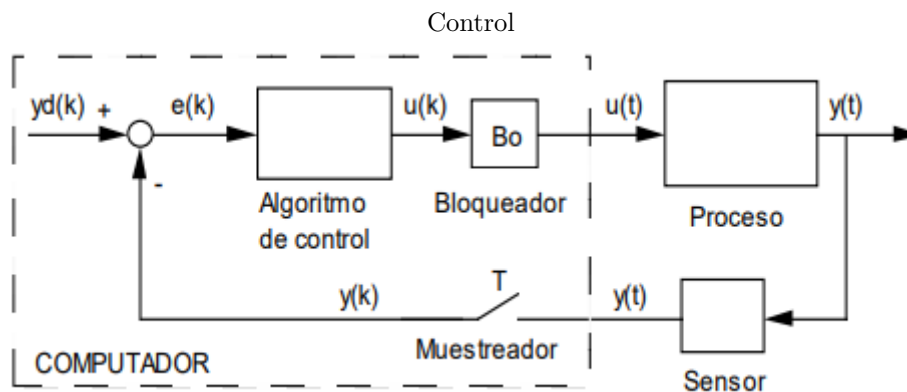 Control
yd(k)
+
e(k)
u(k)
u(t)
y(t)
Bo
-
Algoritmo
de control
Bloqueador
Proceso
T
y(k)
y(t)
Muestreador
COMPUTADOR
Sensor